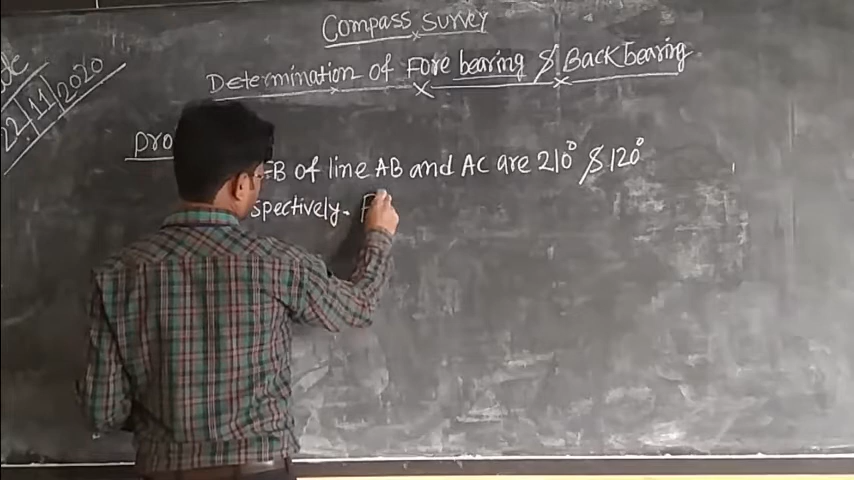 Compass Survey
Determination of Fore bearing & Back bearing
22/11/2020
FB of line AB and AC are 210° & 120°
spectively. F